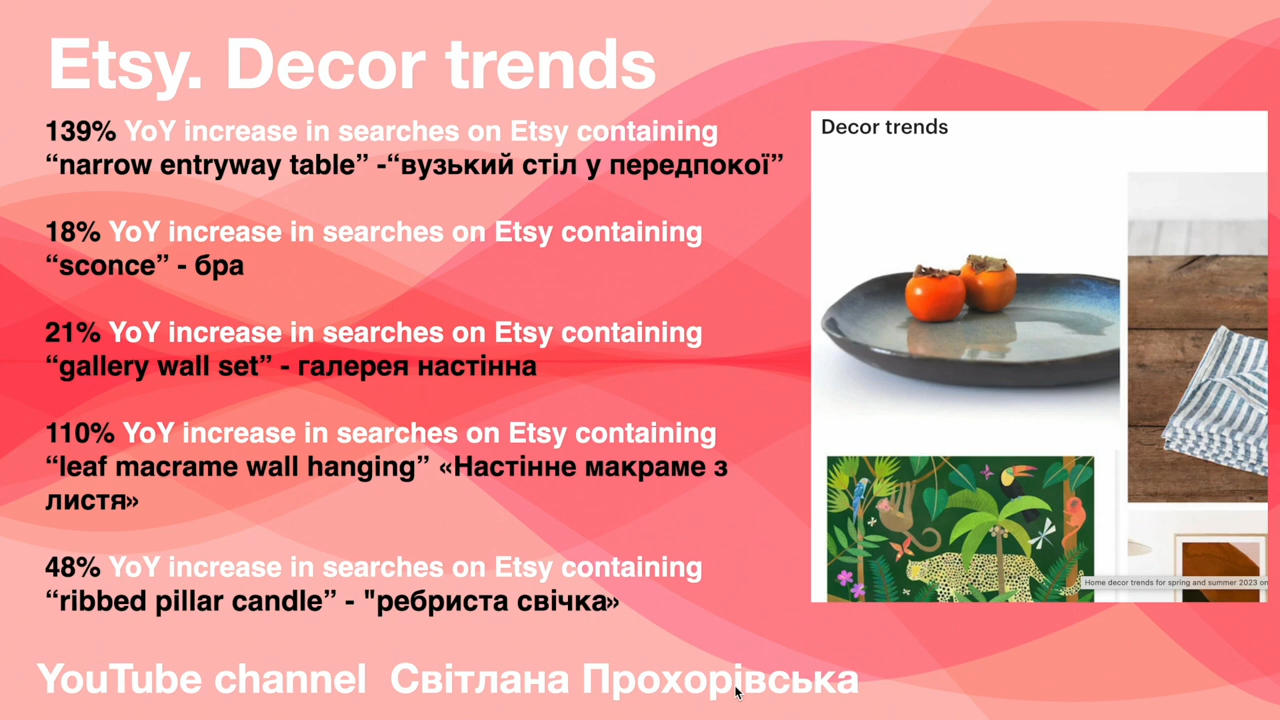 Etsy. Decor trends
139% YoY increase in searches on Etsy containing
“narrow entryway table” -“вузький стіл у передпокої”
18% YoY increase in searches on Etsy containing
“sconce” - бра
21% YoY increase in searches on Etsy containing
“gallery wall set” - галерея настінна
110% YoY increase in searches on Etsy containing
“leaf macrame wall hanging” «Настінне макраме з
листя»
48% YoY increase in searches on Etsy containing
“ribbed pillar candle” - "ребриста свічка»
Decor trends
Home decor trends for spring and summer 2023 on
YouTube channel Світлана Прохорівська